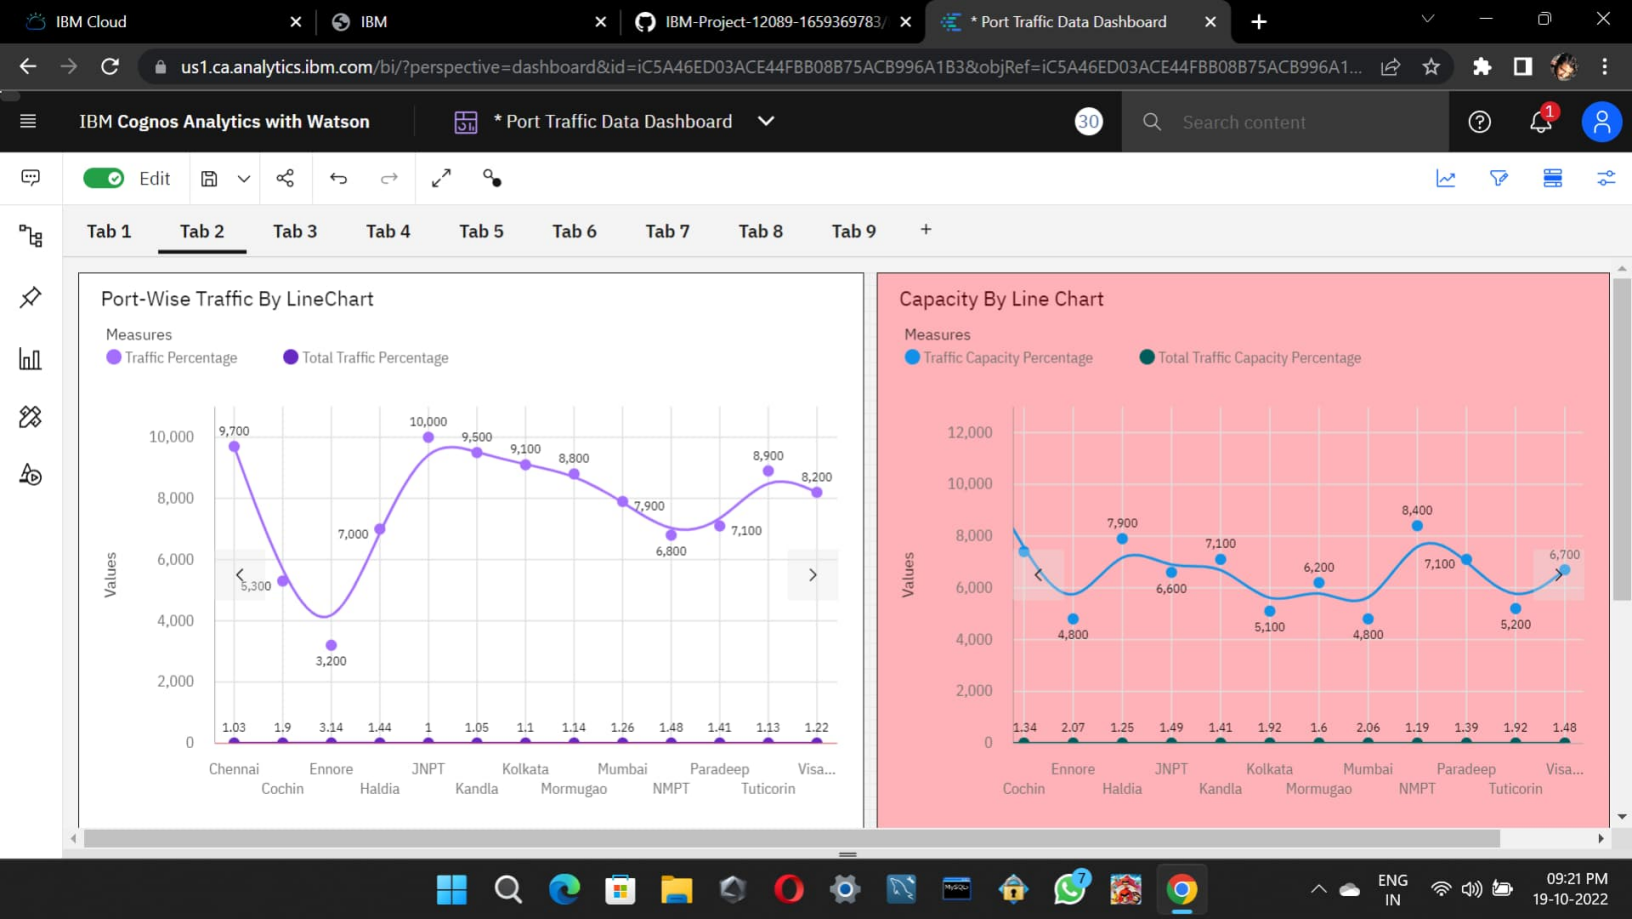 IBM Cloud
IBM
IBM-Project-12089-1659369783/
* Port Traffic Data Dashboard
us1.ca.analytics.ibm.com/bi/?perspective=dashboard&id=iC5A46ED03ACE44FBB08B75ACB996A1B3&objRef=iC5A46ED03ACE44FBB08B75ACB996A1...
IBM Cognos Analytics with Watson
* Port Traffic Data Dashboard
30
Search content
1
Edit
Tab 1 Tab 2 Tab 3 Tab 4 Tab 5 Tab 6 Tab 7 Tab 8 Tab 9 +
Port-Wise Traffic By LineChart
Measures
Traffic Percentage Total Traffic Percentage
Values
10,000
8,000
6,000
4,000
2,000
0
9,700
5,300
3,200
7,000
10,000
9,500
9,100
8,800
7,900
6,800
7,100
8,900
8,200
1.03 1.9 3.14 1.44 1 1.05 1.1 1.14 1.26 1.48 1.41 1.13 1.22
Chennai Ennore JNPT Kolkata Mumbai Paradeep Visa...
Cochin Haldia Kandla Mormugao NMPT Tuticorin
Capacity By Line Chart
Measures
Traffic Capacity Percentage Total Traffic Capacity Percentage
Values
12,000
10,000
8,000
6,000
4,000
2,000
0
4,800
7,900
6,600
7,100
5,100
6,200
4,800
8,400
7,100
5,200
6,700
1.34 2.07 1.25 1.49 1.41 1.92 1.6 2.06 1.19 1.39 1.92 1.48
Ennore JNPT Kolkata Mumbai Paradeep Visa...
Cochin Haldia Kandla Mormugao NMPT Tuticorin
MySQL
7
ENG
IN
09:21 PM
19-10-2022